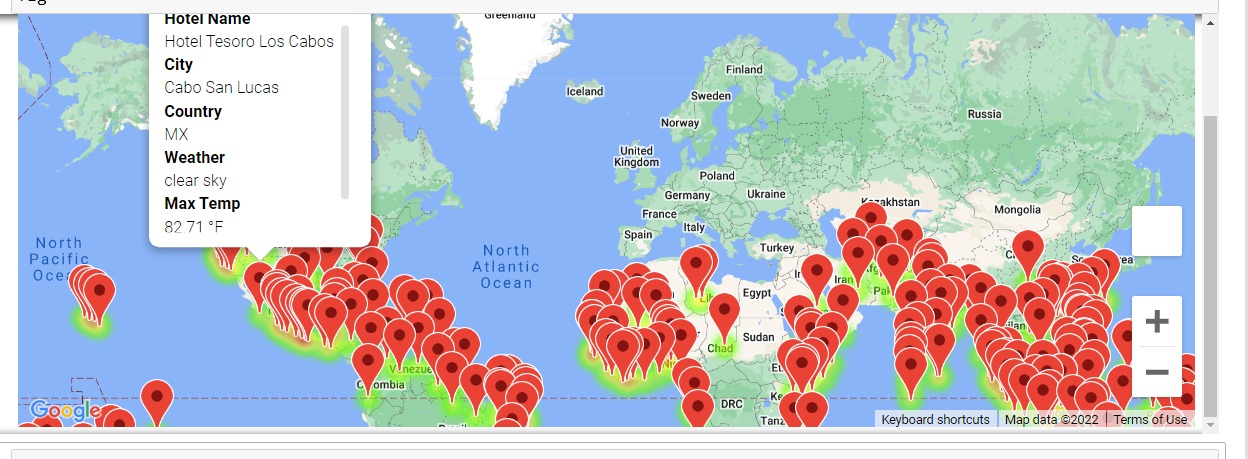 Greenland
Hotel Name
Hotel Tesoro Los Cabos
City
Cabo San Lucas
Country
MX
Weather
clear sky
Max Temp
82.71 °F
Iceland
Finland
Sweden
Norway
Russia
United
Kingdom
Poland
Germany
Ukraine
France
Kazakhstan
Mongolia
Italy
Spain
Turkey
North
Pacific
Ocean
North
Atlantic
Ocean
Iran
Egypt
Sudan
Chad
Colombia
DRC
Google
Keyboard shortcuts
Map data ©2022
Terms of Use